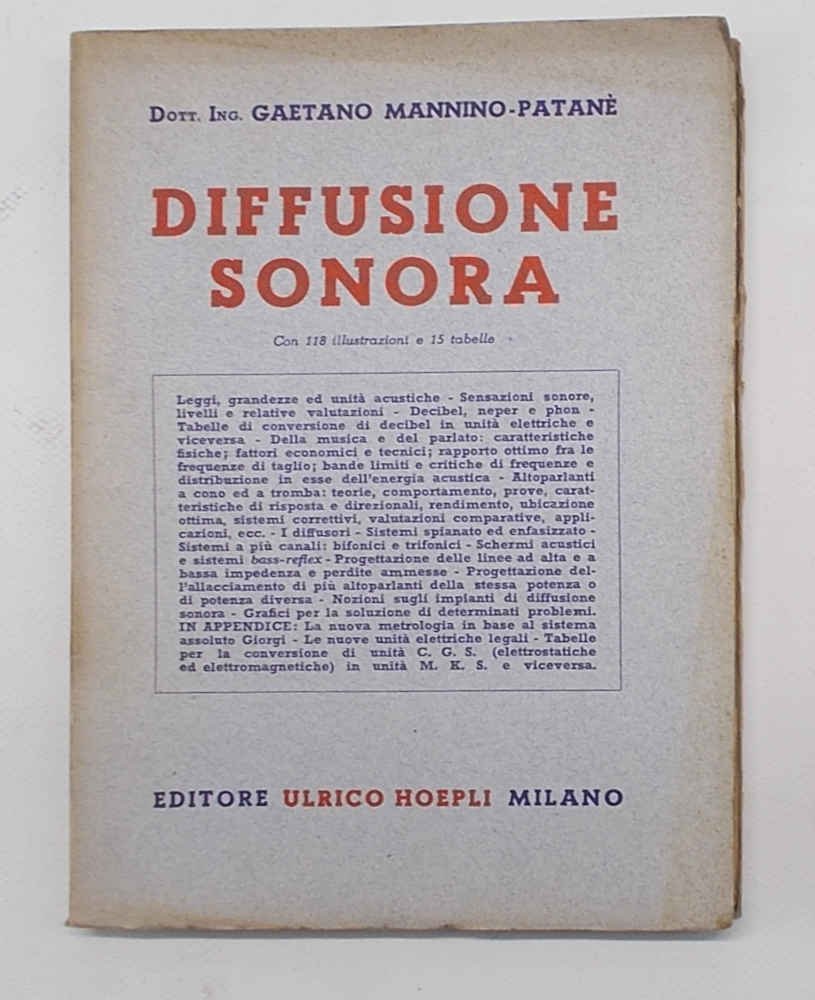 Dott. Ing. GAETANO MANNINO-PATANÈ
DIFFUSIONE
SONORA
Con 118 illustrazioni e 15 tabelle
Leggi, grandezze ed unità acustiche - Sensazioni sonore,
livelli e relative valutazioni - Decibel, neper e phon -
Tabelle di conversione di decibel in unità elettriche e
viceversa - Della musica e del parlato: caratteristiche
fisiche; fattori economici e tecnici; rapporto ottimo fra le
frequenze di taglio; bande limiti e critiche di frequenze e
distribuzione in esse dell'energia acustica - Altoparlanti
a cono ed a tromba: teorie, comportamento, prove, carat-
teristiche di risposta e direzionali, rendimento, ubicazione
ottima, sistemi correttivi, valutazioni comparative, appli-
cazioni, ecc. - I diffusori - Sistemi spianato ed enfasizzato -
Sistemi a più canali: bifonici e trifonici - Schermi acustici
e sistemi bass-reflex - Progettazione delle linee ad alta e a
bassa impedenza e perdite ammesse - Progettazione del-
l'allacciamento di più altoparlanti della stessa potenza o
di potenza diversa - Nozioni sugli impianti di diffusione
sonora - Grafici per la soluzione di determinati problemi.
IN APPENDICE: La nuova metrologia in base al sistema
assoluto Giorgi - Le nuove unità elettriche legali - Tabelle
per la conversione di unità C. G. S. (elettrostatiche
ed elettromagnetiche) in unità M. K. S. e viceversa.
EDITORE ULRICO HOEPLI MILANO